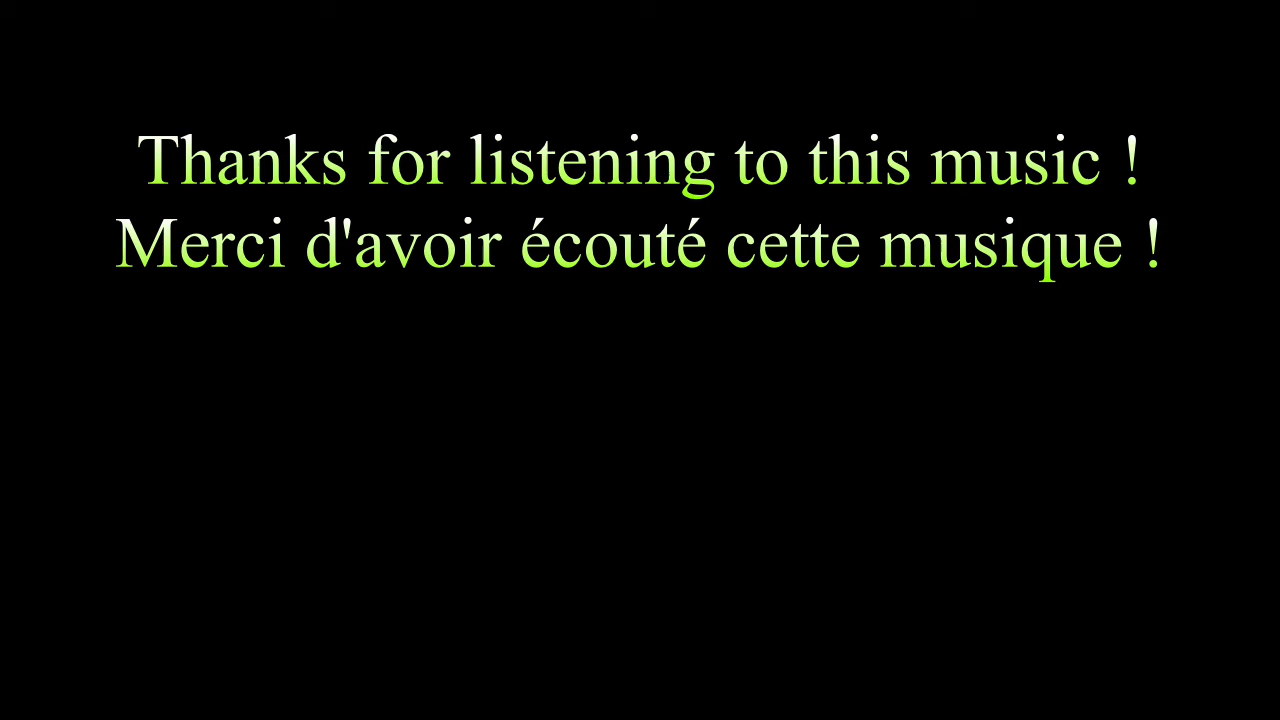 Thanks for listening to this music !
Merci d'avoir écouté cette musique !